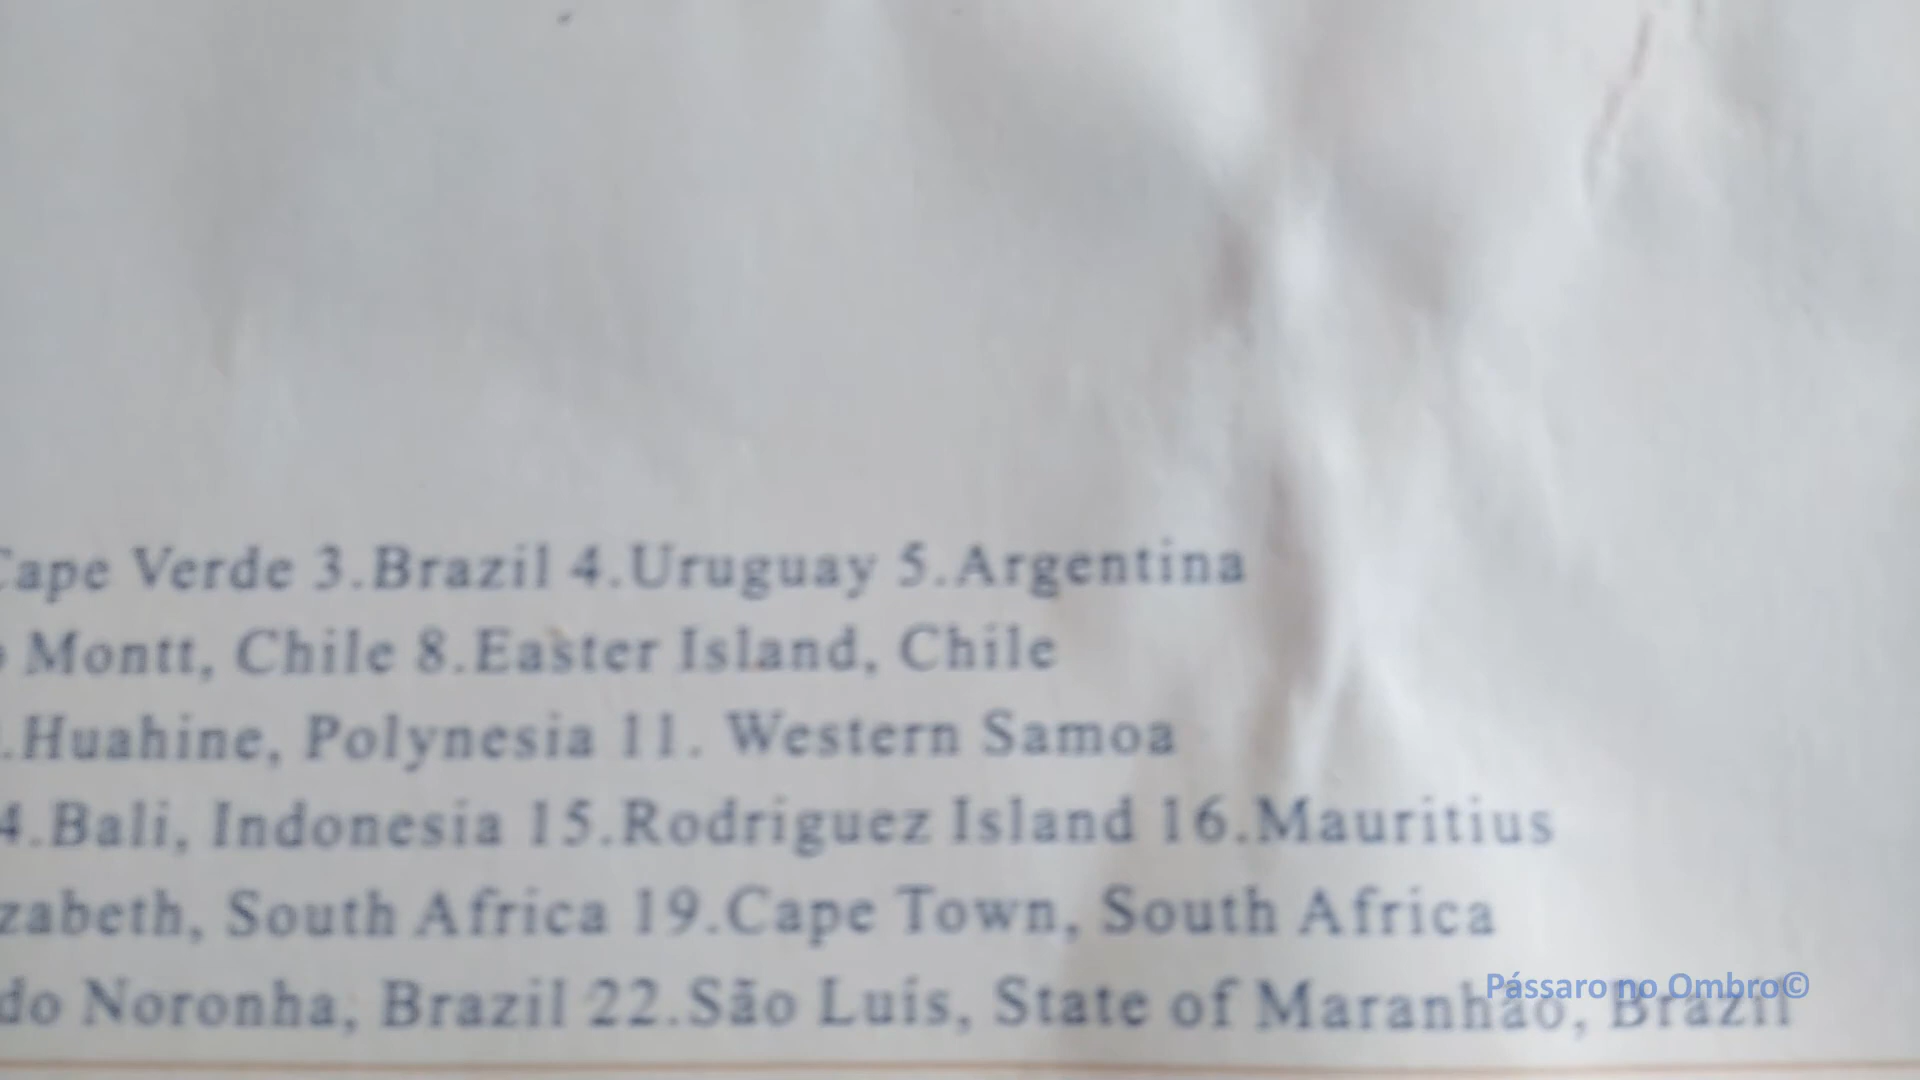 Cape Verde 3.Brazil 4.Uruguay 5.Argentina
Montt, Chile 8.Easter Island, Chile
.Huahine, Polynesia 11. Western Samoa
4.Bali, Indonesia 15.Rodriguez Island 16.Mauritius
zabeth, South Africa 19.Cape Town, South Africa
do Noronha, Brazil 22.São Luís, State of Maranhão, Brazil
Pássaro no Ombro©